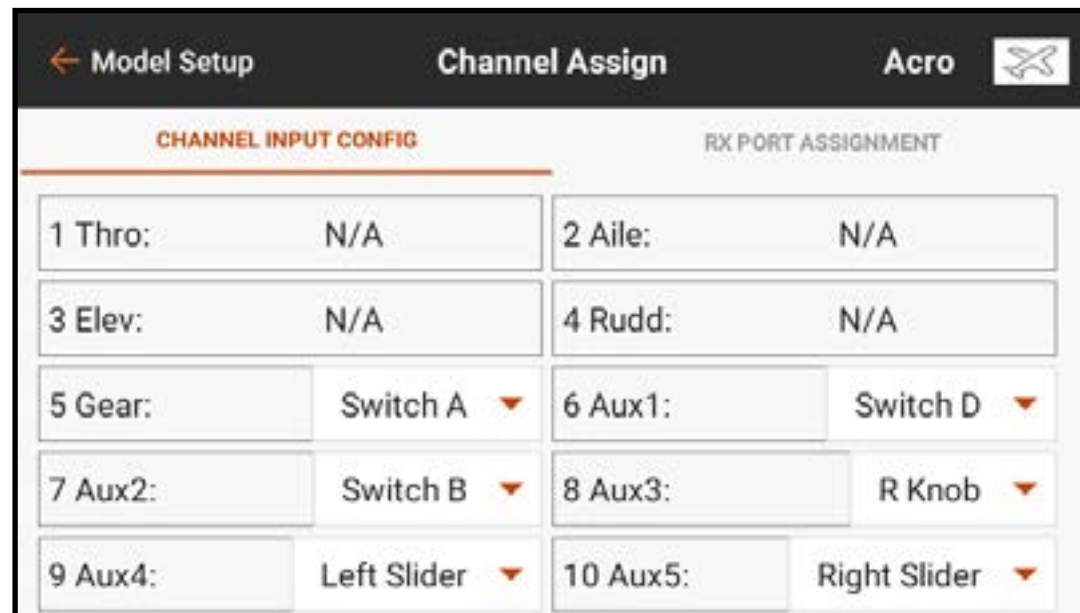 Model Setup Channel Assign Acro
CHANNEL INPUT CONFIG RX PORT ASSIGNMENT
1 Thro: N/A 2 Aile: N/A
3 Elev: N/A 4 Rudd: N/A
5 Gear: Switch A 6 Aux1: Switch D
7 Aux2: Switch B 8 Aux3: R Knob
9 Aux4: Left Slider 10 Aux5: Right Slider